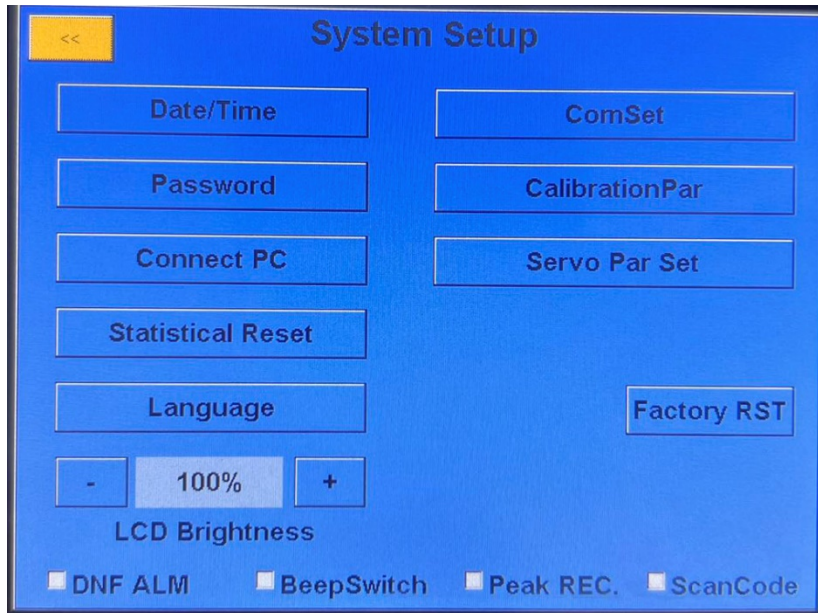 <<
System Setup
Date/Time
ComSet
Password
CalibrationPar
Connect PC
Servo Par Set
Statistical Reset
Language
Factory RST
- 100% +
LCD Brightness
DNF ALM BeepSwitch Peak REC. ScanCode